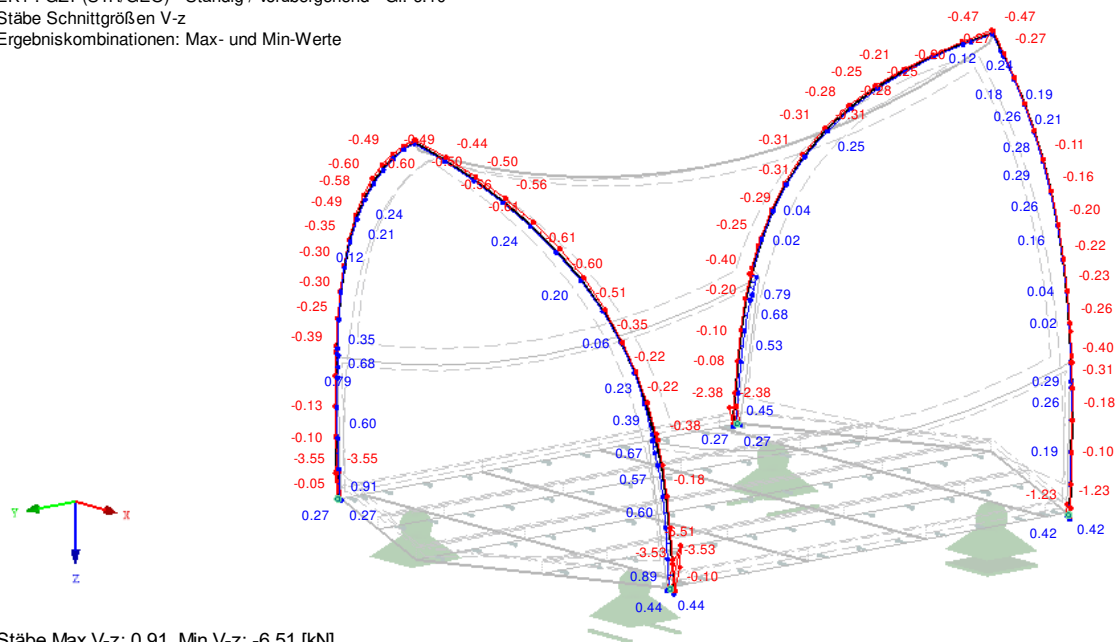 Stäbe Schnittgrößen V-z
Ergebniskombinationen: Max- und Min-Werte
-0.47 -0.47
-0.27 -0.27
-0.20 0.12 0.24
-0.21
-0.25 -0.25
-0.28 -0.28 0.18 0.19
-0.31 -0.31 0.26 0.21
-0.49 -0.49 -0.44 -0.31 0.25 0.28 -0.11
-0.60 -0.60 -0.50 -0.50
-0.58 -0.56 -0.56 -0.31 0.29 -0.16
-0.49 0.24 -0.29 0.04 0.26 -0.20
-0.35 0.21 0.24 -0.61 -0.25 0.02 0.16 -0.22
-0.30 0.12 -0.60 -0.40 -0.23
-0.30 0.20 -0.51 -0.20 0.79 0.04
-0.25 -0.35 0.68 0.02 -0.26
-0.39 0.35 0.06 -0.10 0.53 -0.40
0.68 -0.22 -0.08 -0.31
0.79 0.23 -0.22 -2.38 -2.38 0.29
-0.13 0.39 0.45 0.26 -0.18
0.60 -0.38 0.27 0.27
-0.10 0.67 0.19 -0.10
-3.55 -3.55 0.57 -0.18
-0.05 0.91 -1.23 -1.23
0.27 0.27 0.60
0.42 0.42
-3.53 -3.53
0.89 -0.10
0.44 0.44
Y X
Z
Stäbe Max V-z: 0.91, Min V-z: -6.51 [kN]